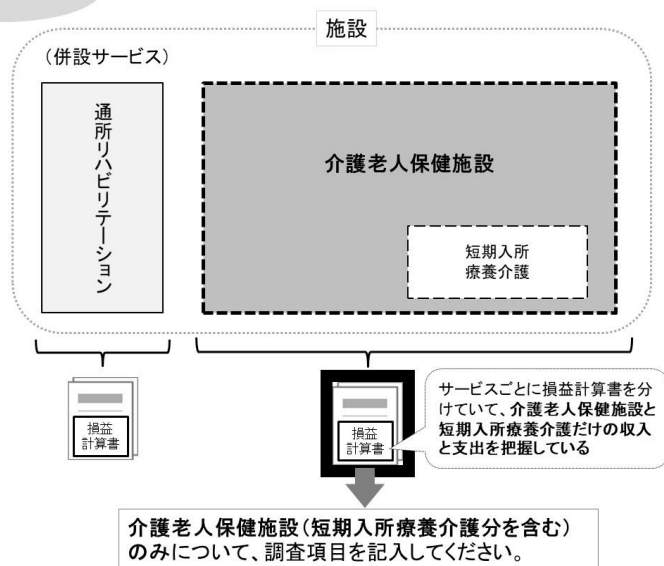 施設
（併設サービス）
通所リハビリテーション
介護老人保健施設
短期入所
療養介護
損益
計算書
損益
計算書
サービスごとに損益計算書を分
けていて、介護老人保健施設と
短期入所療養介護だけの収入
と支出を把握している
介護老人保健施設（短期入所療養介護分を含む）
のみについて、調査項目を記入してください。